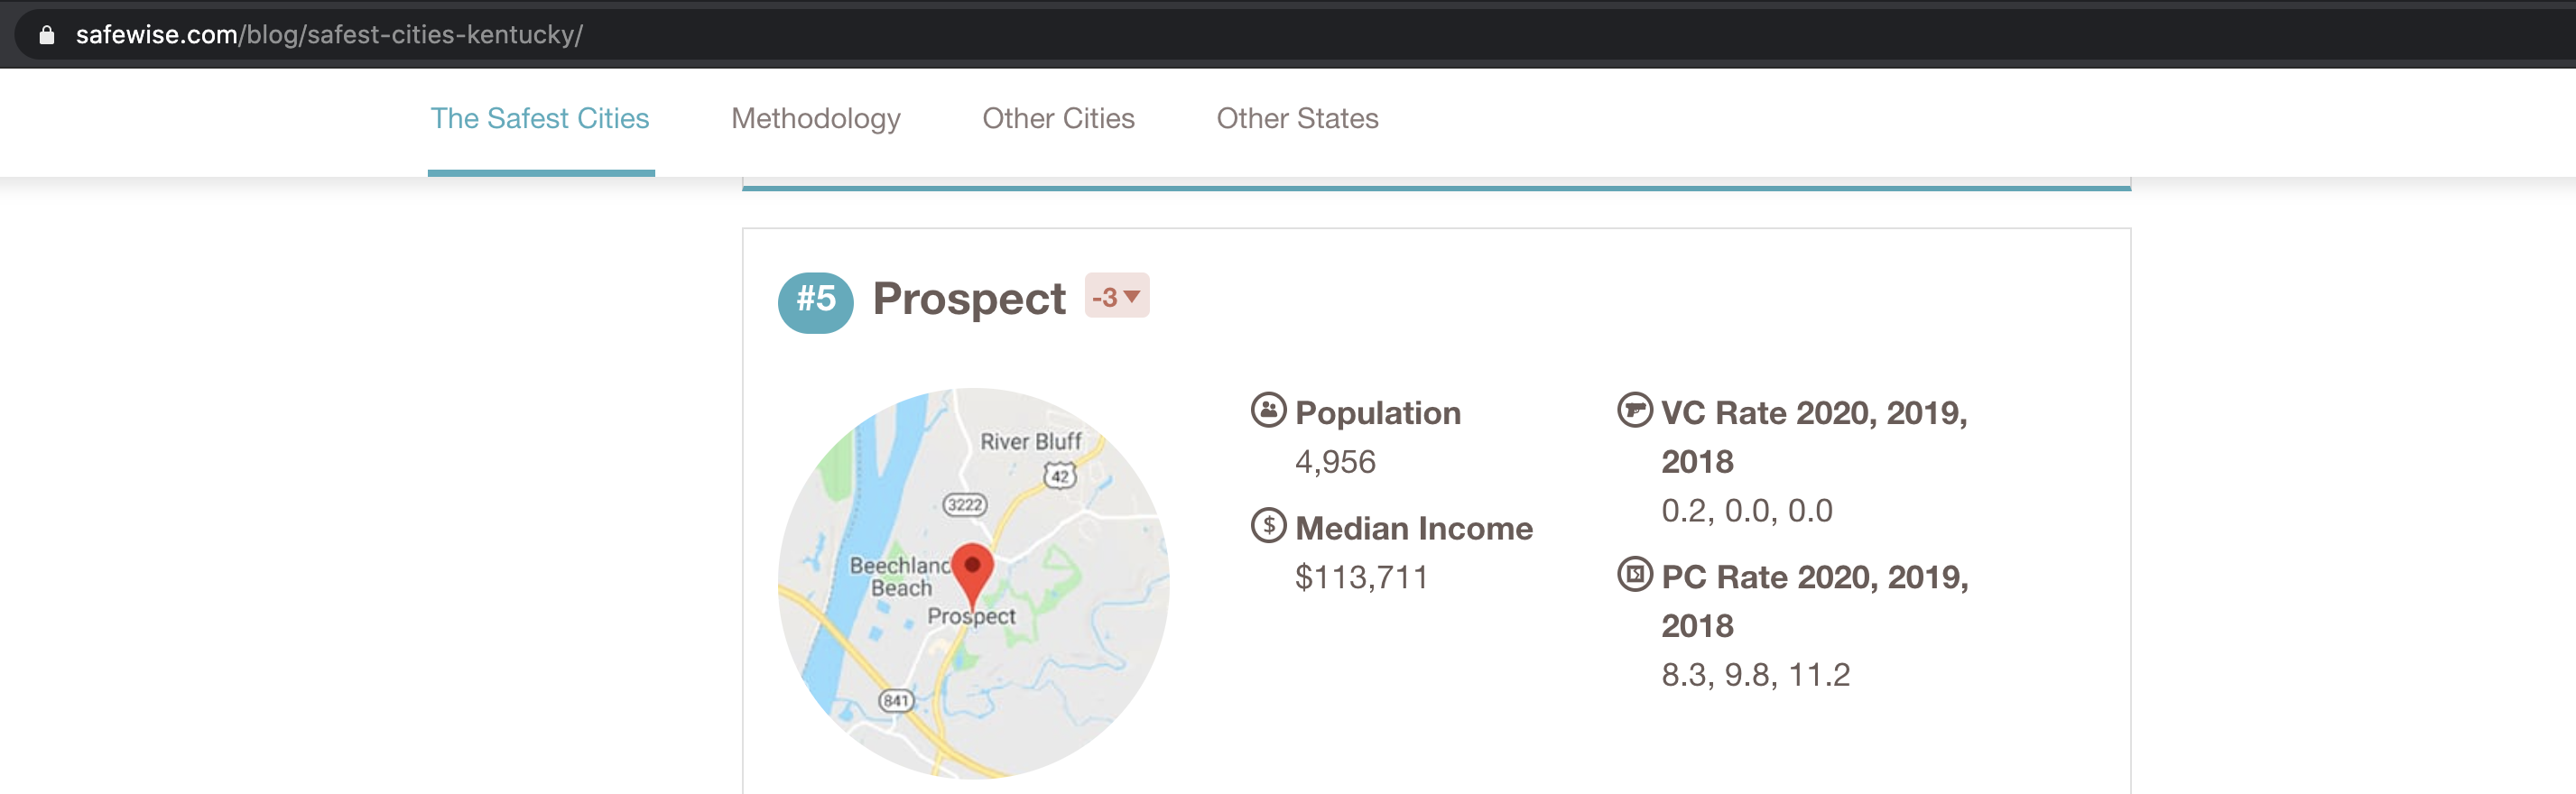 safewise.com/blog/safest-cities-kentucky/
The Safest Cities Methodology Other Cities Other States
#5 Prospect -3▼
River Bluff
42
3222
Beechland
Beach
Prospect
841
Population
4,956
$ Median Income
$113,711
VC Rate 2020, 2019,
2018
0.2, 0.0, 0.0
PC Rate 2020, 2019,
2018
8.3, 9.8, 11.2